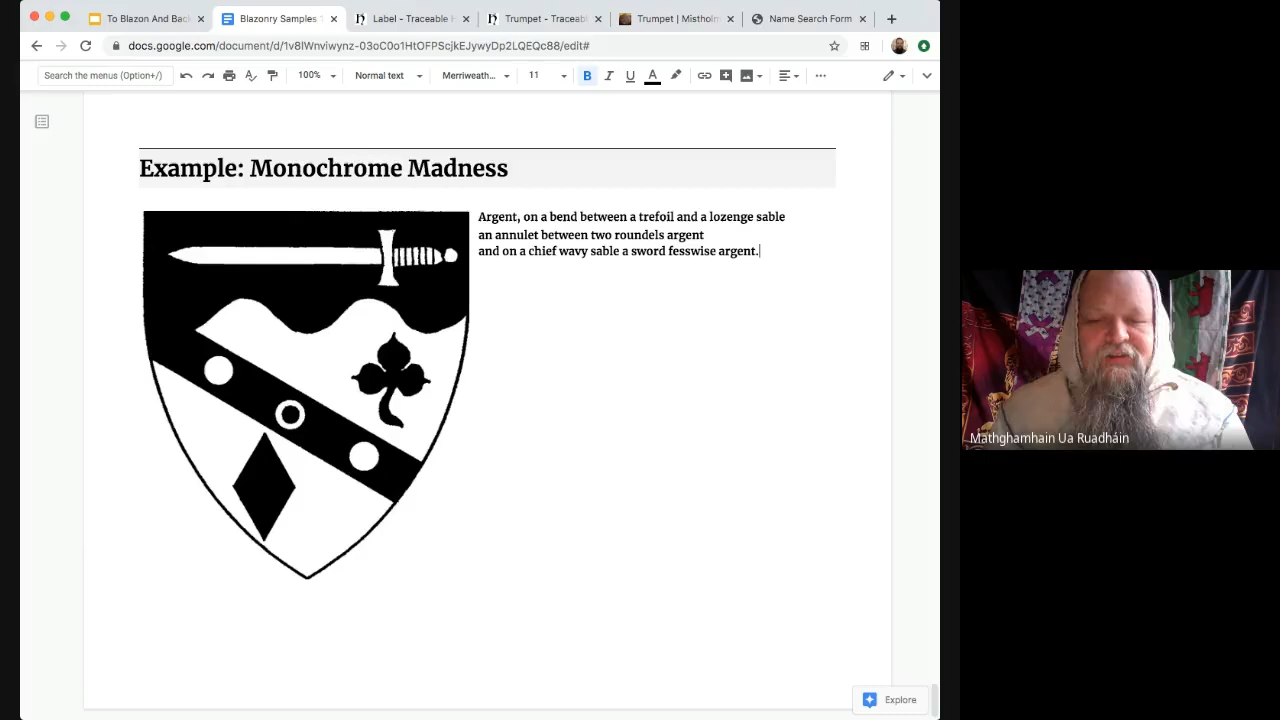 To Blazon And Back
Blazonry Samples
Label - Traceable
Trumpet - Traceab
Trumpet | Mistholm
Name Search Form
docs.google.com/document/d/1v8lWnviwynz-03oC0o1HtOFPScjkEJywyDp2LQEQc88/edit#
Search the menus (Option+/)
100%
Normal text
Merriweath...
11
B I U A
Example: Monochrome Madness
Argent, on a bend between a trefoil and a lozenge sable
an annulet between two roundels argent
and on a chief wavy sable a sword fesswise argent.
Mathghamhain Ua Ruadháin
Explore